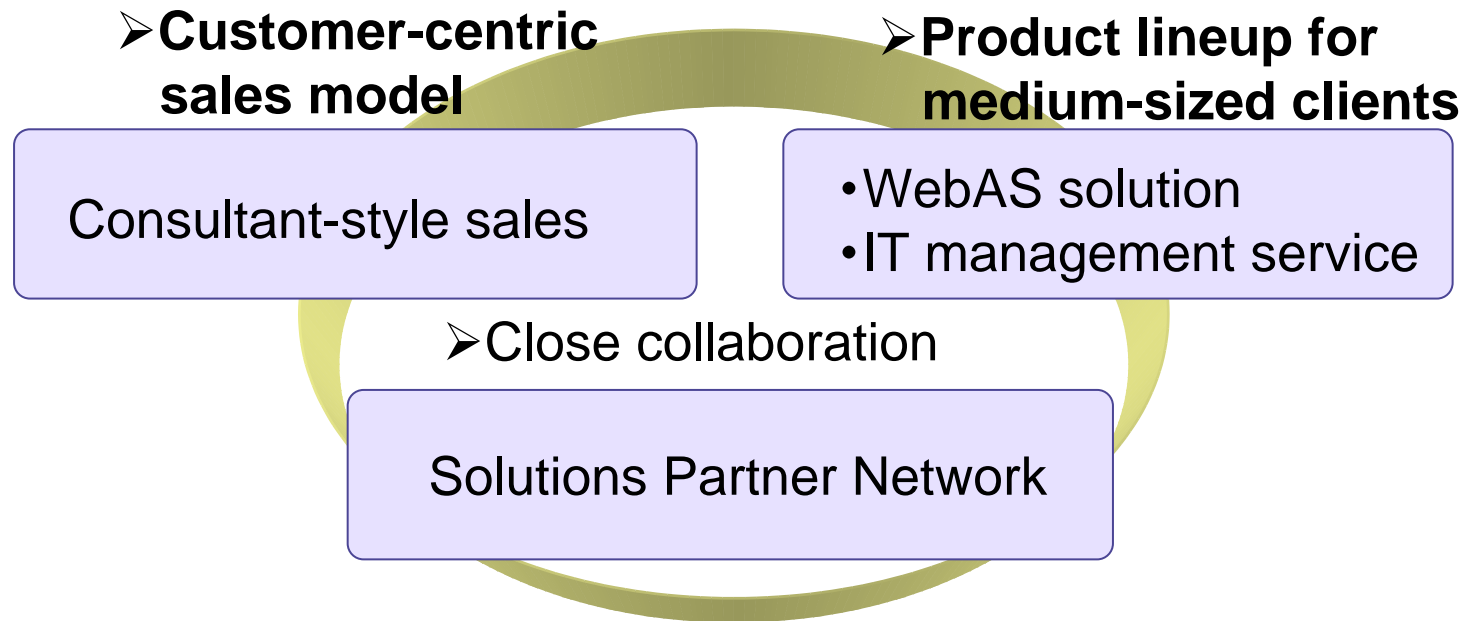 ➢Customer-centric
sales model
Consultant-style sales
➢Product lineup for
medium-sized clients
•WebAS solution
•IT management service
➢Close collaboration
Solutions Partner Network